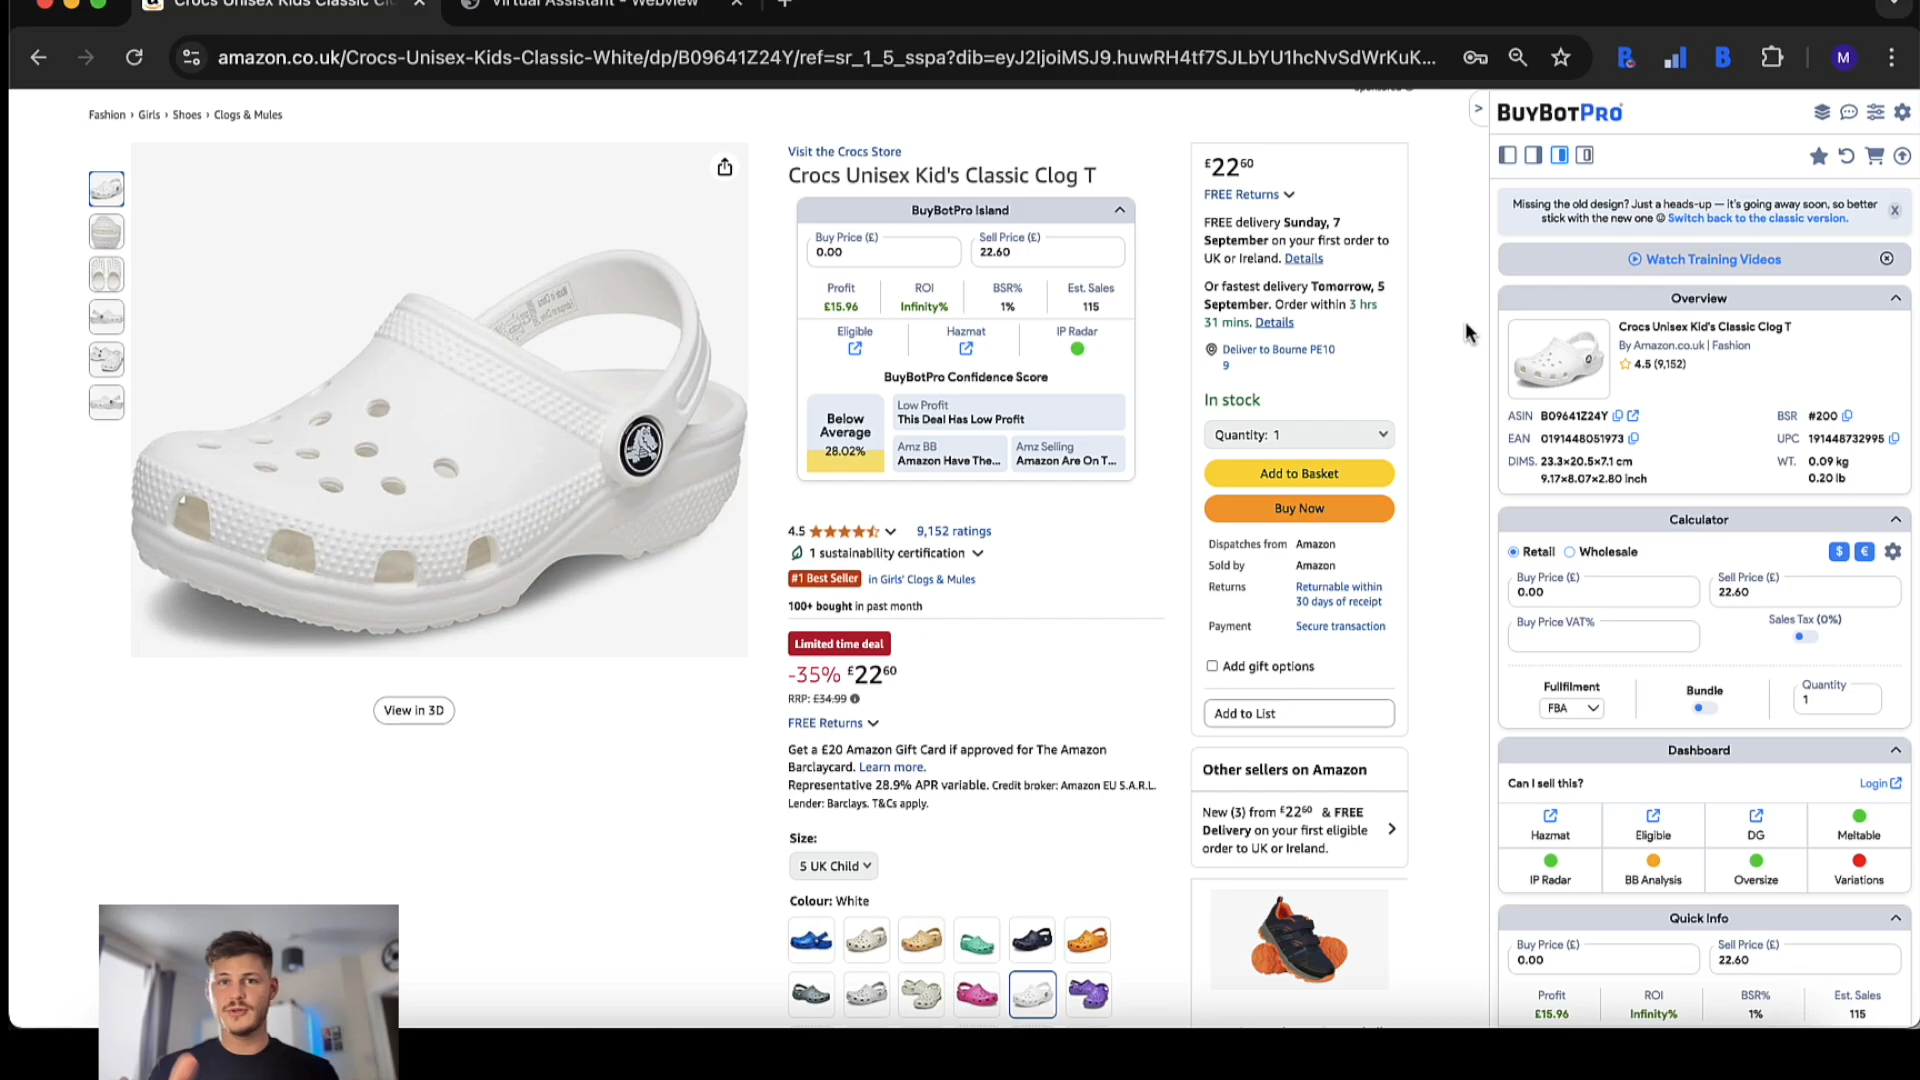 Crocs Unisex Kids Classic Cl
Virtual Assistant - Webview
amazon.co.uk/Crocs-Unisex-Kids-Classic-White/dp/B09641Z24Y/ref=sr_1_5_sspa?dib=eyJ2IjoiMSJ9.huwRH4tf7SJLbYU1hcNvSdWrKuK...
M
Fashion › Girls › Shoes › Clogs & Mules
View in 3D
Visit the Crocs Store
Crocs Unisex Kid's Classic Clog T
BuyBotPro Island
Buy Price (£)
0.00
Sell Price (£)
22.60
Profit
£15.96
ROI
Infinity%
BSR%
1%
Est. Sales
115
Eligible
Hazmat
IP Radar
BuyBotPro Confidence Score
Below
Average
28.02%
Low Profit
This Deal Has Low Profit
Amz BB
Amazon Have The...
Amz Selling
Amazon Are On T...
4.5
9,152 ratings
1 sustainability certification
#1 Best Seller in Girls' Clogs & Mules
100+ bought in past month
Limited time deal
-35% £22⁶⁰
RRP: £34.99
FREE Returns
Get a £20 Amazon Gift Card if approved for The Amazon
Barclaycard. Learn more.
Representative 28.9% APR variable. Credit broker: Amazon EU S.A.R.L.
Lender: Barclays. T&Cs apply.
Size:
5 UK Child
Colour: White
£22⁶⁰
FREE Returns
FREE delivery Sunday, 7
September on your first order to
UK or Ireland. Details
Or fastest delivery Tomorrow, 5
September. Order within 3 hrs
31 mins. Details
Deliver to Bourne PE10
9
In stock
Quantity: 1
Add to Basket
Buy Now
Dispatches from Amazon
Sold by Amazon
Returns Returnable within
30 days of receipt
Payment Secure transaction
Add gift options
Add to List
Other sellers on Amazon
New (3) from £22⁶⁰ & FREE
Delivery on your first eligible
order to UK or Ireland.
BUYBOTPRO
Missing the old design? Just a heads-up — it's going away soon, so better
stick with the new one ☺ Switch back to the classic version.
X
Watch Training Videos
Overview
Crocs Unisex Kid's Classic Clog T
By Amazon.co.uk | Fashion
4.5 (9,152)
ASIN B09641Z24Y
BSR #200
EAN 0191448051973
UPC 191448732995
DIMS. 23.3x20.5x7.1 cm
9.17x8.07x2.80 inch
WT. 0.09 kg
0.20 lb
Calculator
Retail
Wholesale
$
€
Buy Price (£)
0.00
Sell Price (£)
22.60
Buy Price VAT%
Sales Tax (0%)
Fullfilment
FBA
Bundle
Quantity
1
Dashboard
Can I sell this?
Login
Hazmat
Eligible
DG
Meltable
IP Radar
BB Analysis
Oversize
Variations
Quick Info
Buy Price (£)
0.00
Sell Price (£)
22.60
Profit
£15.96
ROI
Infinity%
BSR%
1%
Est. Sales
115